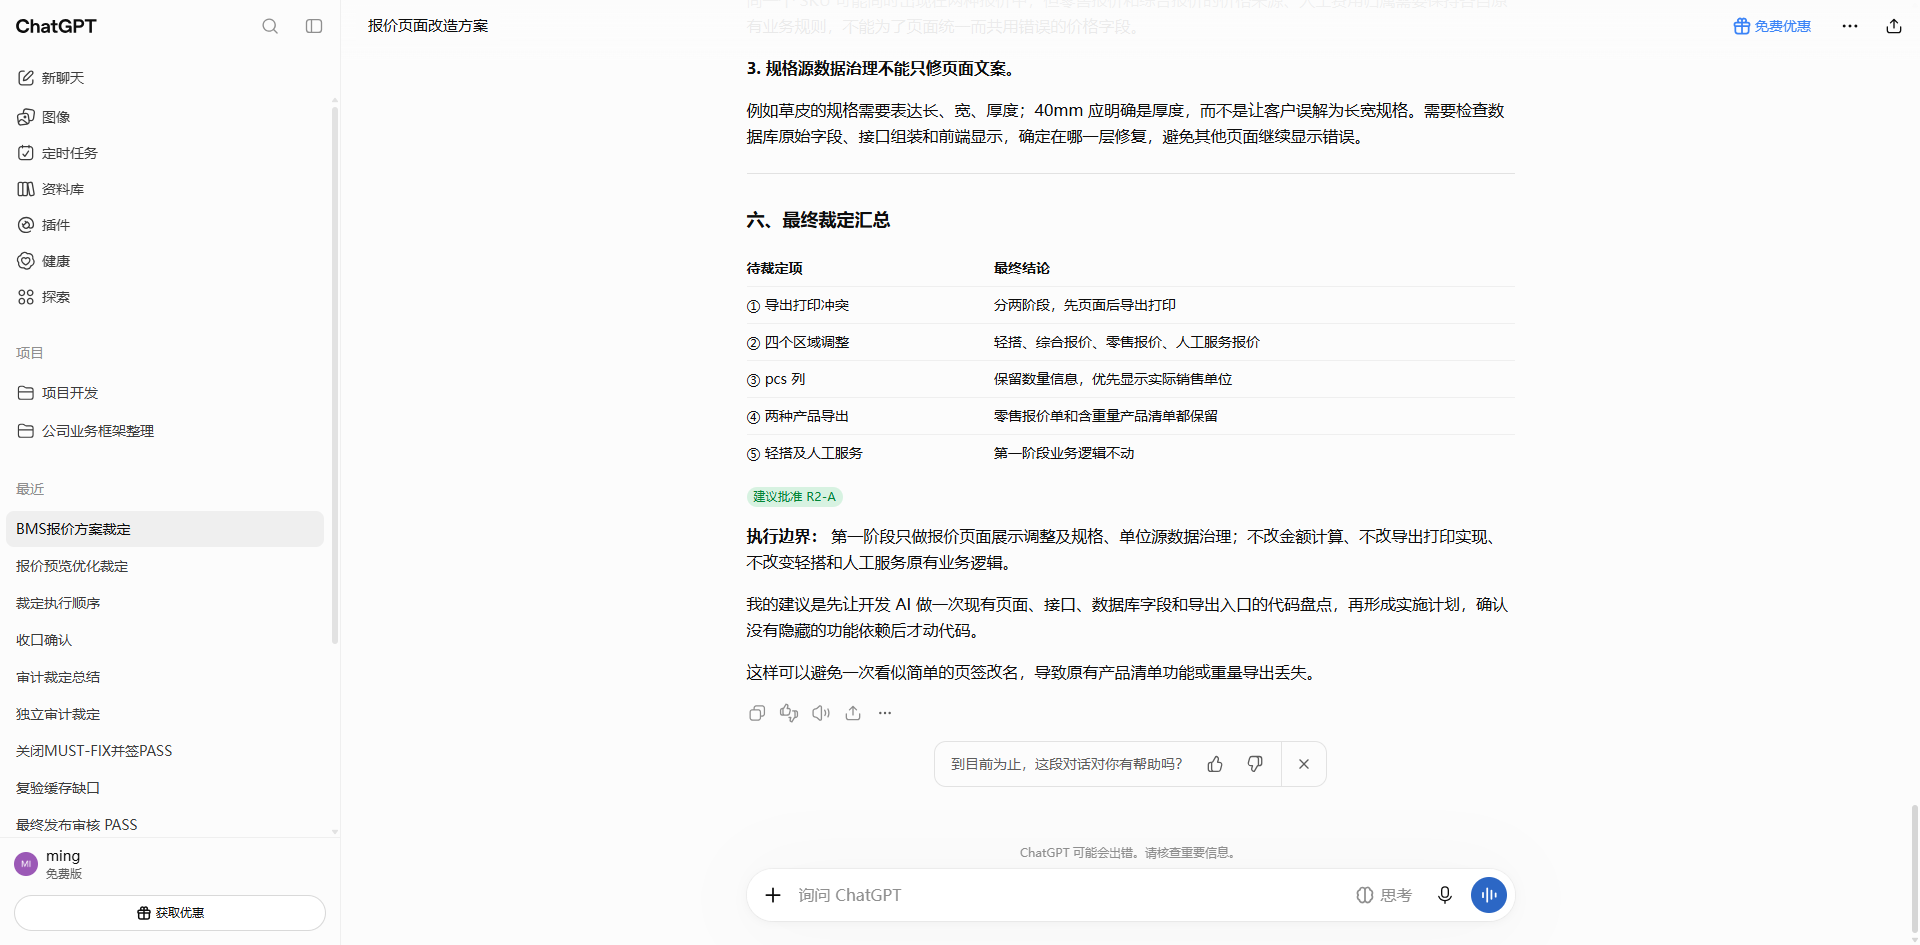 ChatGPT
新聊天
图像
定时任务
资料库
插件
健康
探索
项目
项目开发
公司业务框架整理
最近
BMS报价方案裁定
报价预览优化裁定
裁定执行顺序
收口确认
审计裁定总结
独立审计裁定
关闭MUST-FIX并签PASS
复验缓存缺口
最终发布审核 PASS
MI
ming
免费版
获取优惠
报价页面改造方案
免费优惠
有业务规则，不能为了页面统一而共用错误的价格字段。
3. 规格源数据治理不能只修页面文案。
例如草皮的规格需要表达长、宽、厚度；40mm 应明确是厚度，而不是让客户误解为长宽规格。需要检查数
据库原始字段、接口组装和前端显示，确定在哪一层修复，避免其他页面继续显示错误。
六、最终裁定汇总
待裁定项 最终结论
① 导出打印冲突 分两阶段，先页面后导出打印
② 四个区域调整 轻搭、综合报价、零售报价、人工服务报价
③ pcs 列 保留数量信息，优先显示实际销售单位
④ 两种产品导出 零售报价单和含重量产品清单都保留
⑤ 轻搭及人工服务 第一阶段业务逻辑不动
建议批准 R2-A
执行边界： 第一阶段只做报价页面展示调整及规格、单位源数据治理；不改金额计算、不改导出打印实现、
不改变轻搭和人工服务原有业务逻辑。
我的建议是先让开发 AI 做一次现有页面、接口、数据库字段和导出入口的代码盘点，再形成实施计划，确认
没有隐藏的功能依赖后才动代码。
这样可以避免一次看似简单的页签改名，导致原有产品清单功能或重量导出丢失。
到目前为止，这段对话对你有帮助吗？
ChatGPT 可能会出错。请核查重要信息。
询问 ChatGPT
思考